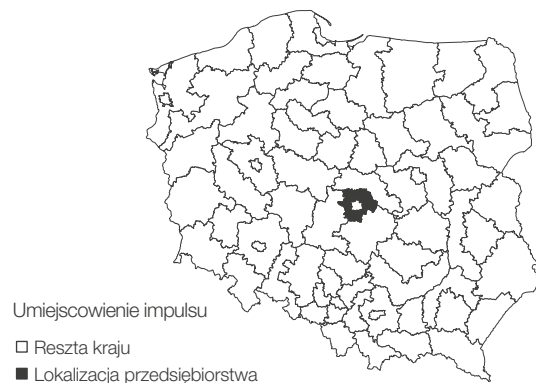 Umiejscowienie impulsu
Reszta kraju
Lokalizacja przedsiębiorstwa